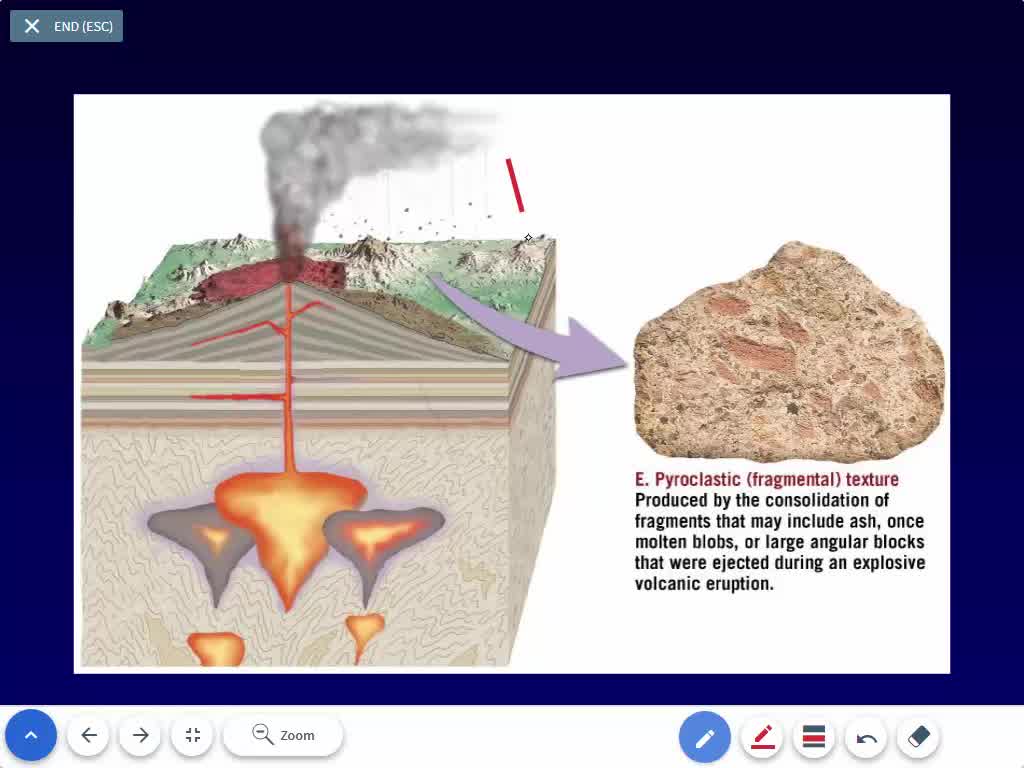 END (ESC)
E. Pyroclastic (fragmental) texture
Produced by the consolidation of
fragments that may include ash, once
molten blobs, or large angular blocks
that were ejected during an explosive
volcanic eruption.
Zoom